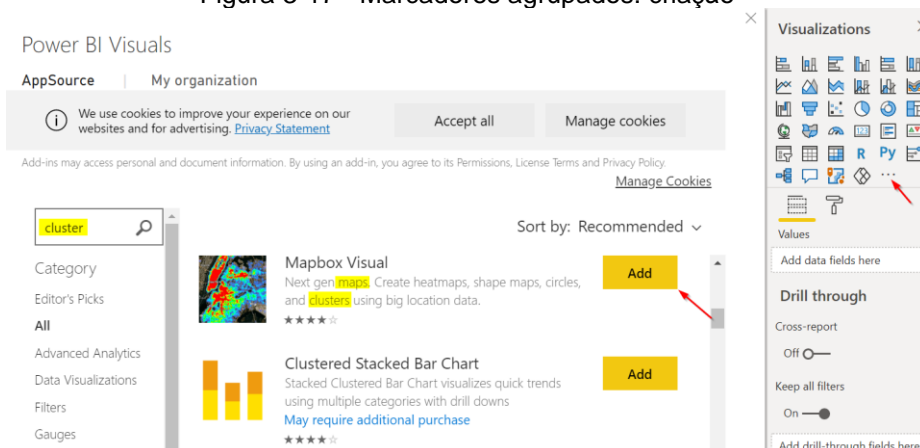 Figura 3-17 – Marcadores agrupados: criação
Power BI Visuals
AppSource | My organization
We use cookies to improve your experience on our
websites and for advertising. Privacy Statement
Accept all
Manage cookies
Add-ins may access personal and document information. By using an add-in, you agree to its Permissions, License Terms and Privacy Policy.
Manage Cookies
cluster
Sort by: Recommended
Category
Editor's Picks
All
Advanced Analytics
Data Visualizations
Filters
Gauges
Mapbox Visual
Next gen maps. Create heatmaps, shape maps, circles,
and clusters using big location data.
Add
Clustered Stacked Bar Chart
Stacked Clustered Bar Chart visualizes quick trends
using multiple categories with drill downs
May require additional purchase
Add
Visualizations
123
R Py
...
Values
Add data fields here
Drill through
Cross-report
Off
Keep all filters
On
Add drill-through fields here